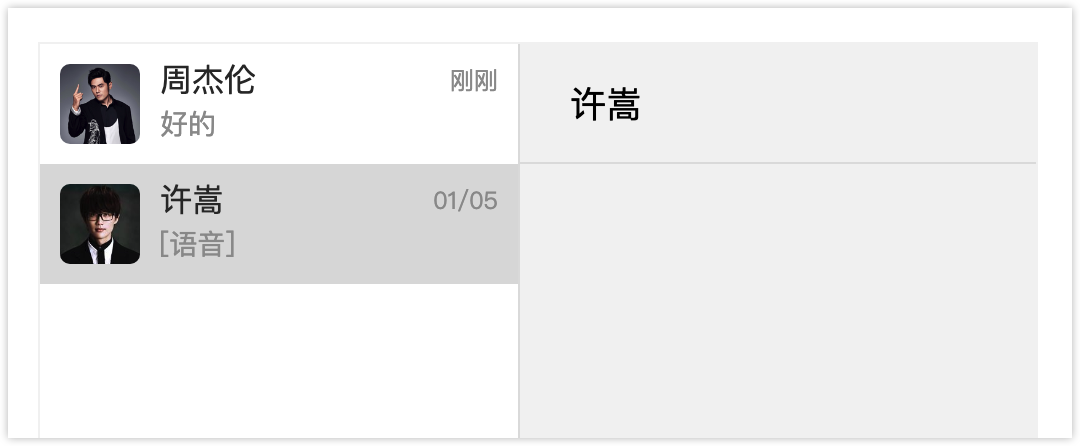 周杰伦 刚刚
好的
许嵩 01/05
[语音]
许嵩